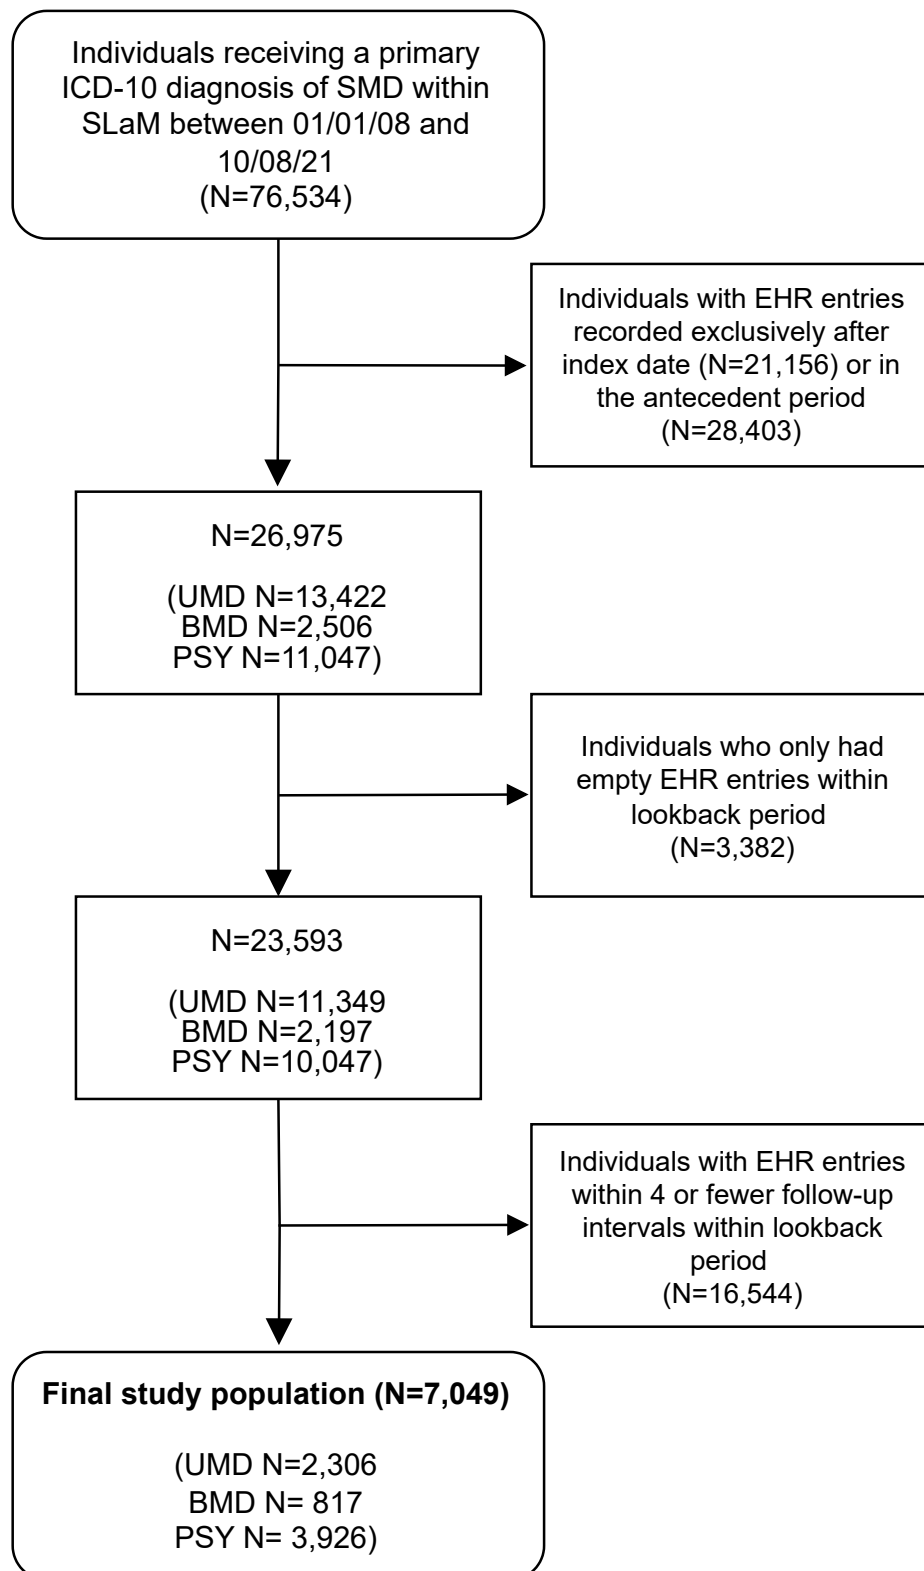 Individuals receiving a primary
ICD-10 diagnosis of SMD within
SLaM between 01/01/08 and
10/08/21
(N=76,534)
Individuals with EHR entries
recorded exclusively after
index date (N=21,156) or in
the antecedent period
(N=28,403)
N=26,975
(UMD N=13,422
BMD N=2,506
PSY N=11,047)
Individuals who only had
empty EHR entries within
lookback period
(N=3,382)
N=23,593
(UMD N=11,349
BMD N=2,197
PSY N=10,047)
Individuals with EHR entries
within 4 or fewer follow-up
intervals within lookback
period
(N=16,544)
Final study population (N=7,049)
(UMD N=2,306
BMD N= 817
PSY N= 3,926)